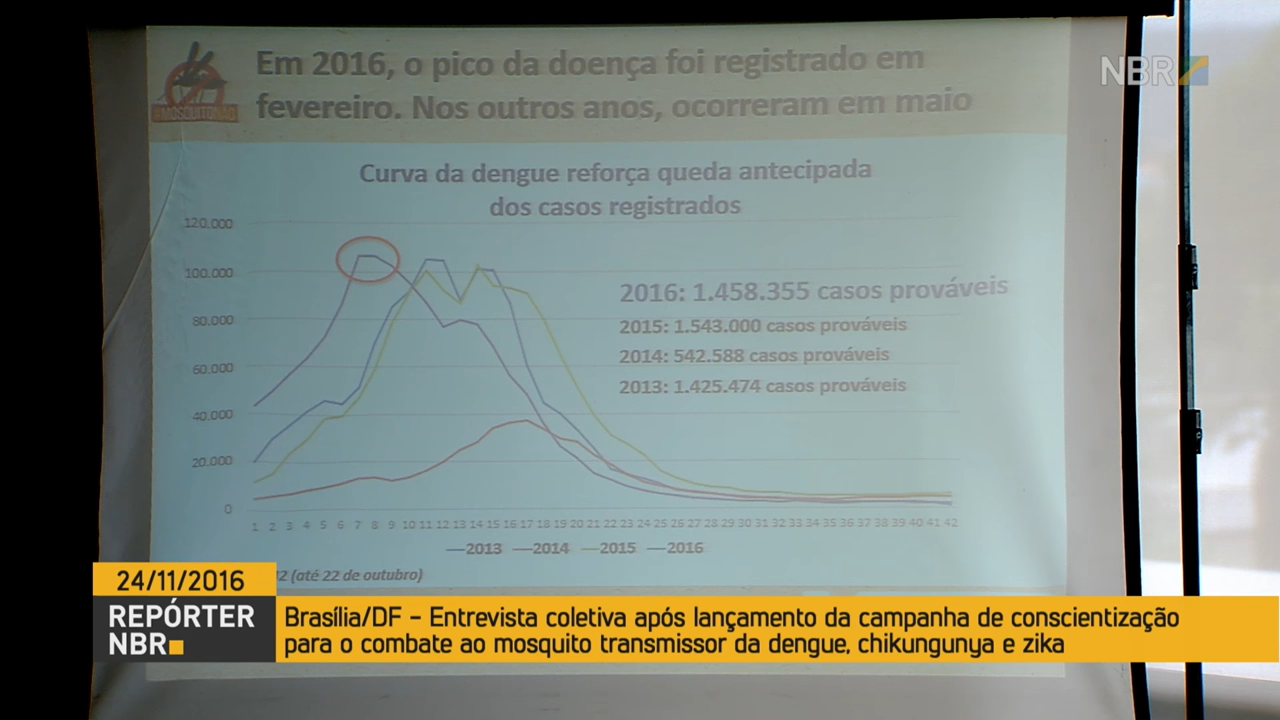 Em 2016, o pico da doença foi registrado em
fevereiro. Nos outros anos, ocorreram em maio
#MOSQUITONÃO
NBR
Curva da dengue reforça queda antecipada
dos casos registrados
120.000
100.000
80.000
60.000
40.000
20.000
0
2016: 1.458.355 casos prováveis
2015: 1.543.000 casos prováveis
2014: 542.588 casos prováveis
2013: 1.425.474 casos prováveis
1 2 3 4 5 6 7 8 9 10 11 12 13 14 15 16 17 18 19 20 21 22 23 24 25 26 27 28 29 30 31 32 33 34 35 36 37 38 39 40 41 42
2013 2014 2015 2016
2 (até 22 de outubro)
24/11/2016
REPÓRTER
NBR
Brasília/DF – Entrevista coletiva após lançamento da campanha de conscientização
para o combate ao mosquito transmissor da dengue, chikungunya e zika